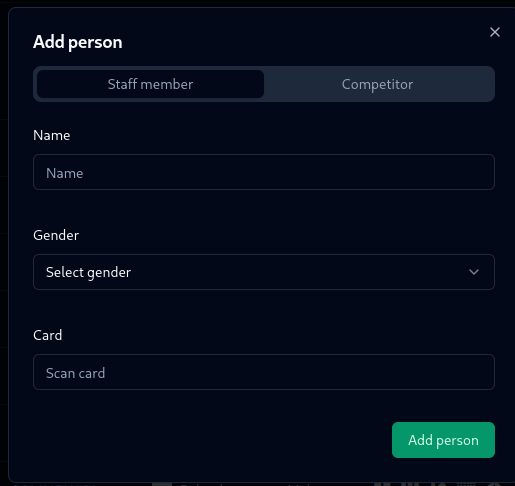 Add person
Staff member
Competitor
Name
Name
Gender
Select gender
Card
Scan card
Add person